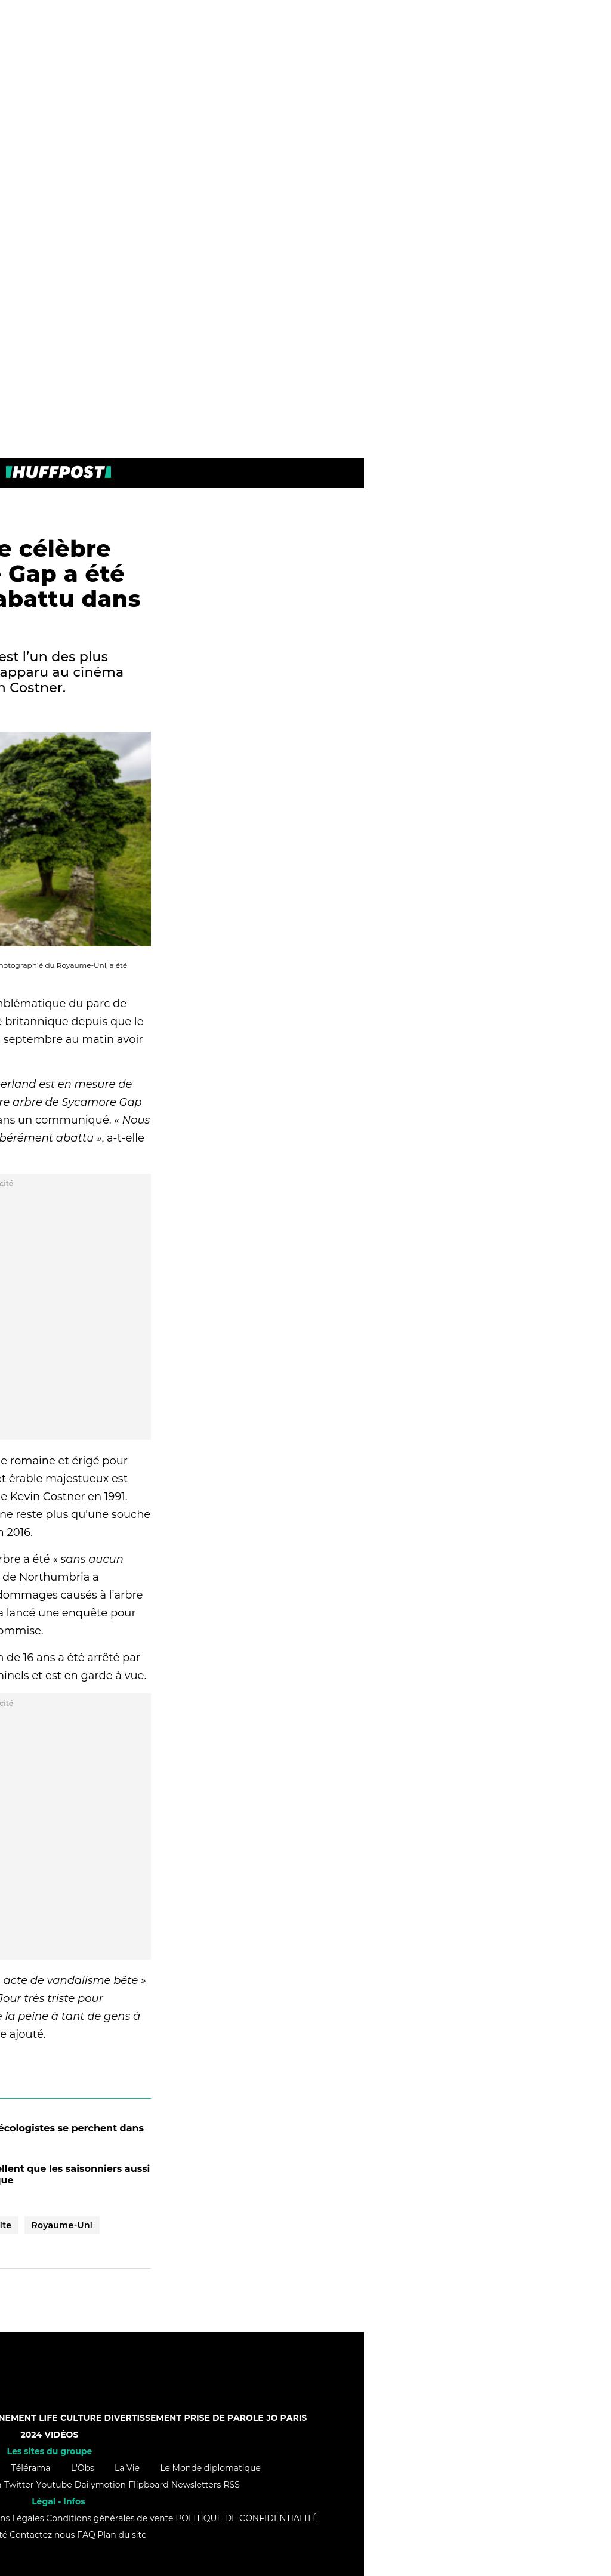 HUFFPOST
e célèbre
Gap a été
abattu dans
est l’un des plus
apparu au cinéma
n Costner.
hotographié du Royaume-Uni, a été
mblématique du parc de
e britannique depuis que le
septembre au matin avoir
erland est en mesure de
re arbre de Sycamore Gap
ans un communiqué. « Nous
bérément abattu », a-t-elle
cité
e romaine et érigé pour
et érable majestueux est
e Kevin Costner en 1991.
ne reste plus qu’une souche
n 2016.
rbre a été « sans aucun
de Northumbria a
dommages causés à l’arbre
a lancé une enquête pour
ommise.
n de 16 ans a été arrêté par
minels et est en garde à vue.
cité
acte de vandalisme bête »
Jour très triste pour
e la peine à tant de gens à
e ajouté.
écologistes se perchent dans
ellent que les saisonniers aussi
que
ite Royaume-Uni
NEMENT LIFE CULTURE DIVERTISSEMENT PRISE DE PAROLE JO PARIS
2024 VIDÉOS
Les sites du groupe
Télérama L'Obs La Vie Le Monde diplomatique
Twitter Youtube Dailymotion Flipboard Newsletters RSS
Légal - Infos
ns Légales Conditions générales de vente POLITIQUE DE CONFIDENTIALITÉ
té Contactez nous FAQ Plan du site